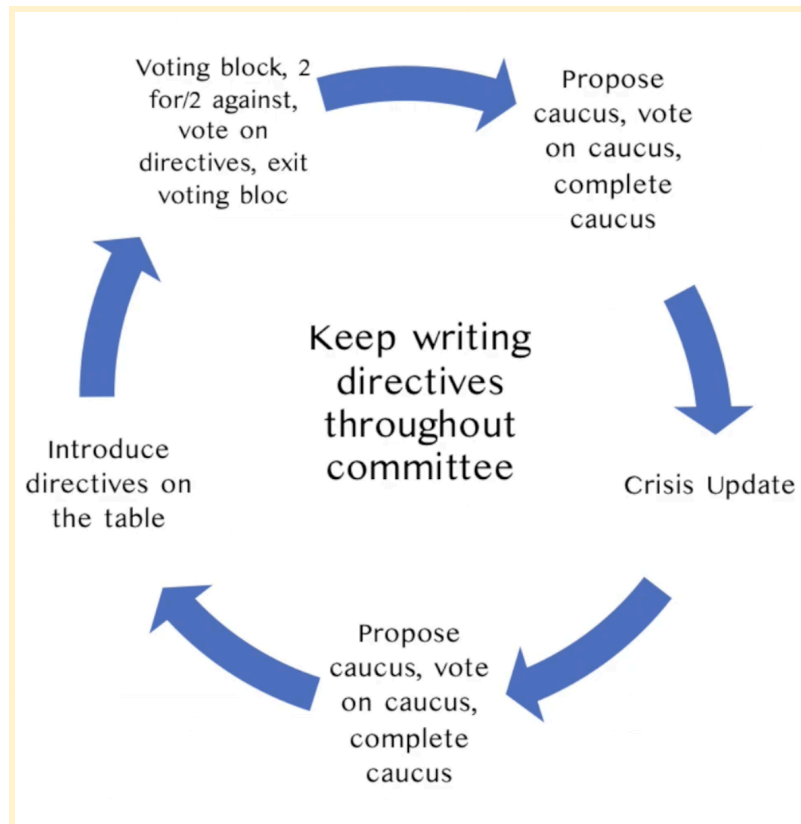 Voting block, 2
for/2 against,
vote on
directives, exit
voting bloc
Propose
caucus, vote
on caucus,
complete
caucus
Keep writing
directives
throughout
committee
Introduce
directives on
the table
Crisis Update
Propose
caucus, vote
on caucus,
complete
caucus